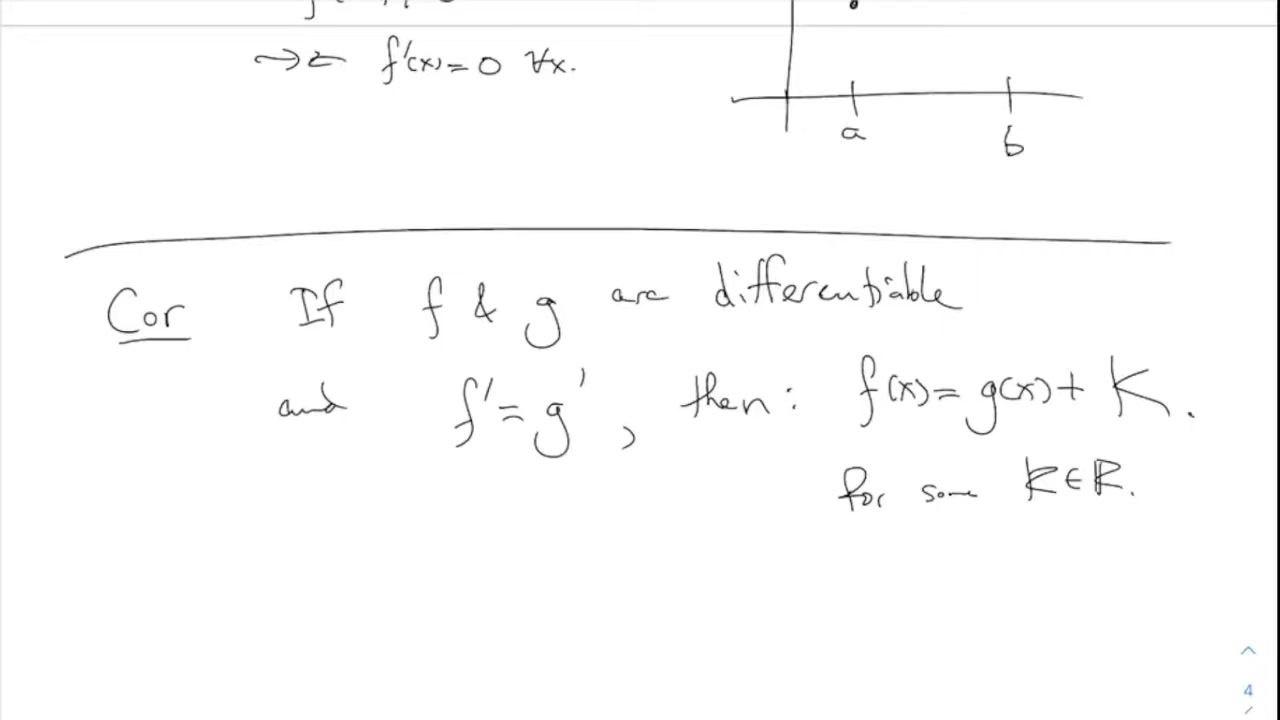 →← f'(x)=0 ∀x.
a
b
Cor If f & g are differentiable
and f'=g', then: f(x)=g(x)+K.
for some K∈ℝ.
4